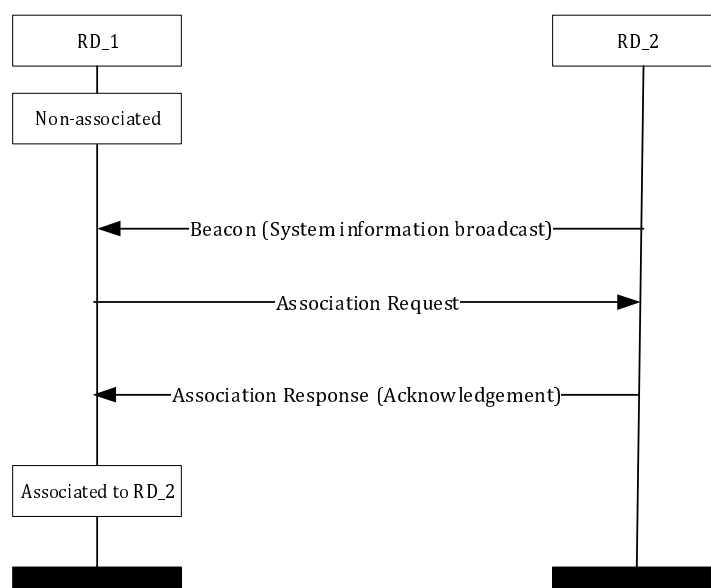 RD_1
RD_2
Non-associated
Beacon (System information broadcast)
Association Request
Association Response (Acknowledgement)
Associated to RD_2